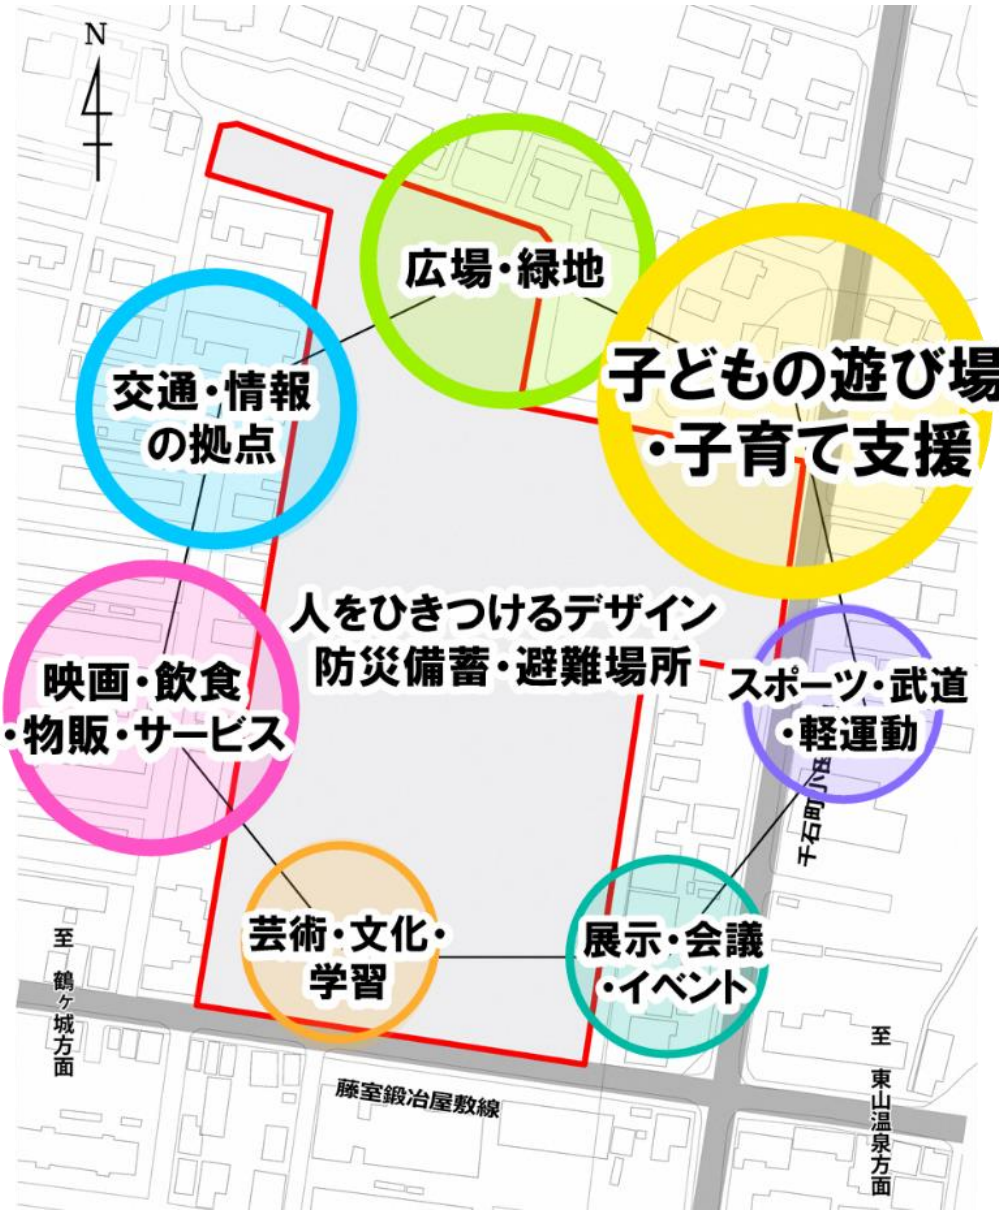 N
広場・緑地
子どもの遊び場
・子育て支援
交通・情報
の拠点
人をひきつけるデザイン
防災備蓄・避難場所
映画・飲食
・物販・サービス
スポーツ・武道
・軽運動
千石町小田
芸術・文化・
学習
展示・会議
・イベント
至 鶴ヶ城方面
藤室鍛冶屋敷線
至 東山温泉方面